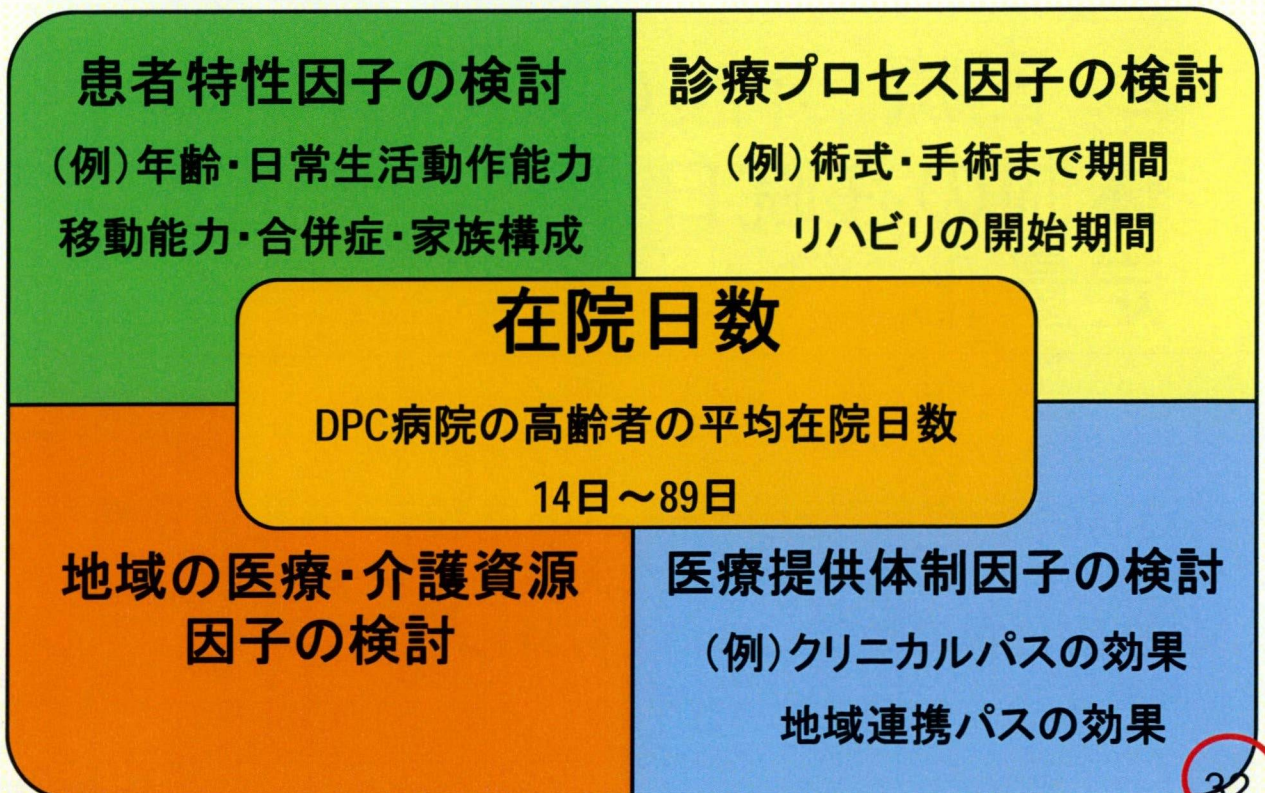 患者特性因子の検討
(例)年齢・日常生活動作能力
移動能力・合併症・家族構成
診療プロセス因子の検討
(例)術式・手術まで期間
リハビリの開始期間
在院日数
DPC病院の高齢者の平均在院日数
14日～89日
地域の医療・介護資源
因子の検討
医療提供体制因子の検討
(例)クリニカルパスの効果
地域連携パスの効果
32